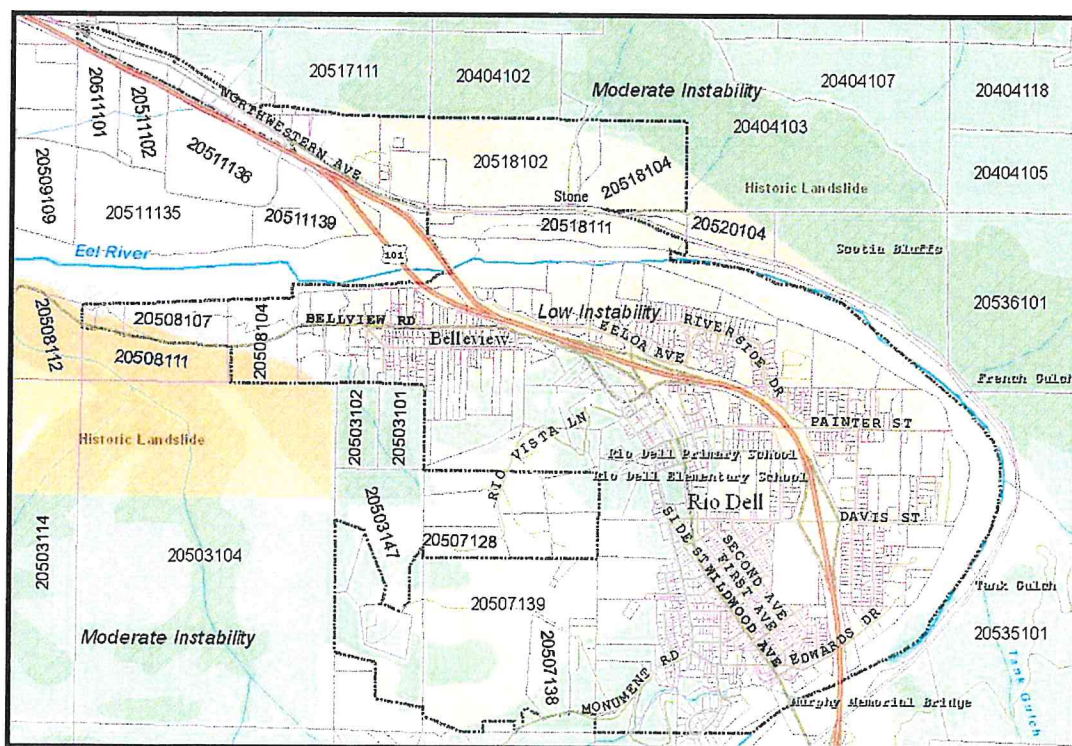 20517111
20404102
20404107
20404118
Moderate Instability
20511101
20511102
NORTHWESTERN AVE
20404103
20511136
20518102
20518104
20404105
20509109
Historic Landslide
Stone
20511135
20511139
20518111
20520104
Scotia Bluffs
Eel River
101
20536101
20508112
20508107
20508104
BELLVIEW RD
Belleview
Low Instability
EELOA AVE
RIVERSIDE DR
20508111
French Gulch
20503102
20503101
PAINTER ST
Historic Landslide
RIO VISTA LN
Rio Dell Primary School
Rio Dell Elementary School
Rio Dell
DAVIS ST
20503114
20503104
20503147
20507128
SIDE ST
SECOND AVE
FIRST AVE
WILDWOOD AVE
20507139
Tank Gulch
EDWARDS DR
20535101
Moderate Instability
20507138
MONUMENT RD
Murphy Memorial Bridge
Tank Gulch